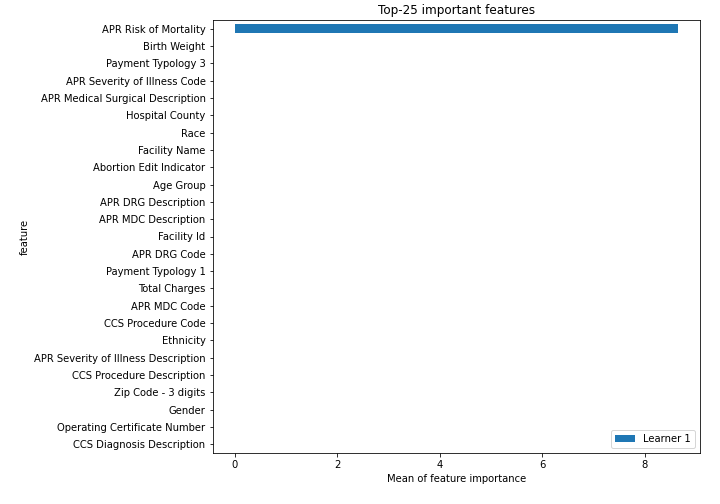 Top-25 important features
APR Risk of Mortality
Birth Weight
Payment Typology 3
APR Severity of Illness Code
APR Medical Surgical Description
Hospital County
Race
Facility Name
Abortion Edit Indicator
Age Group
APR DRG Description
APR MDC Description
Facility Id
APR DRG Code
Payment Typology 1
Total Charges
APR MDC Code
CCS Procedure Code
Ethnicity
APR Severity of Illness Description
CCS Procedure Description
Zip Code - 3 digits
Gender
Operating Certificate Number
CCS Diagnosis Description
feature
Learner 1
0 2 4 6 8
Mean of feature importance